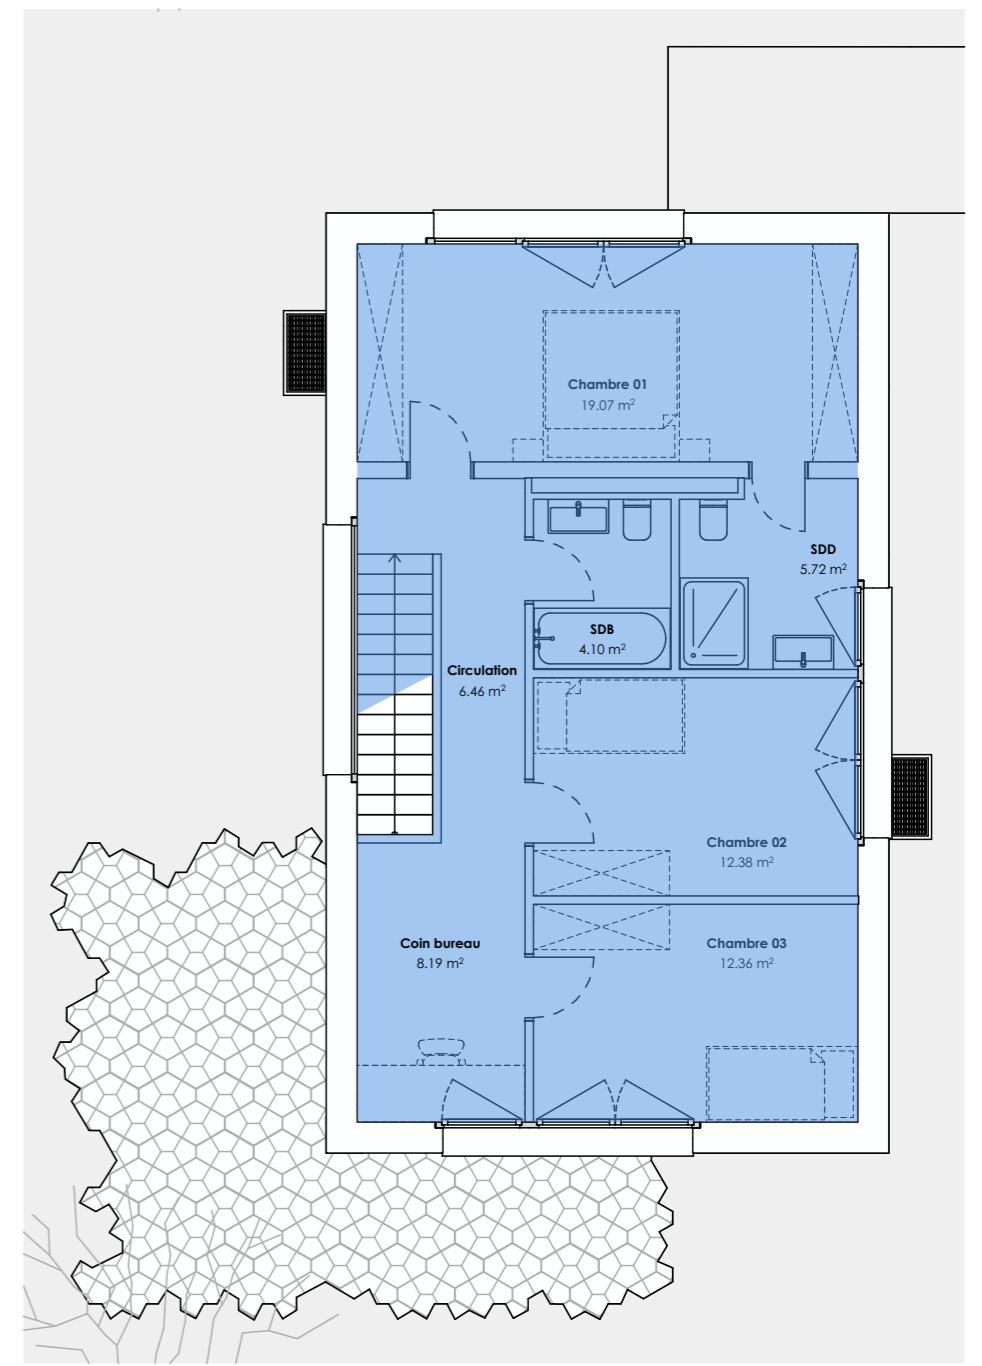 Chambre 01
19.07 m²
SDD
5.72 m²
SDB
4.10 m²
Circulation
6.46 m²
Chambre 02
12.38 m²
Coin bureau
8.19 m²
Chambre 03
12.36 m²